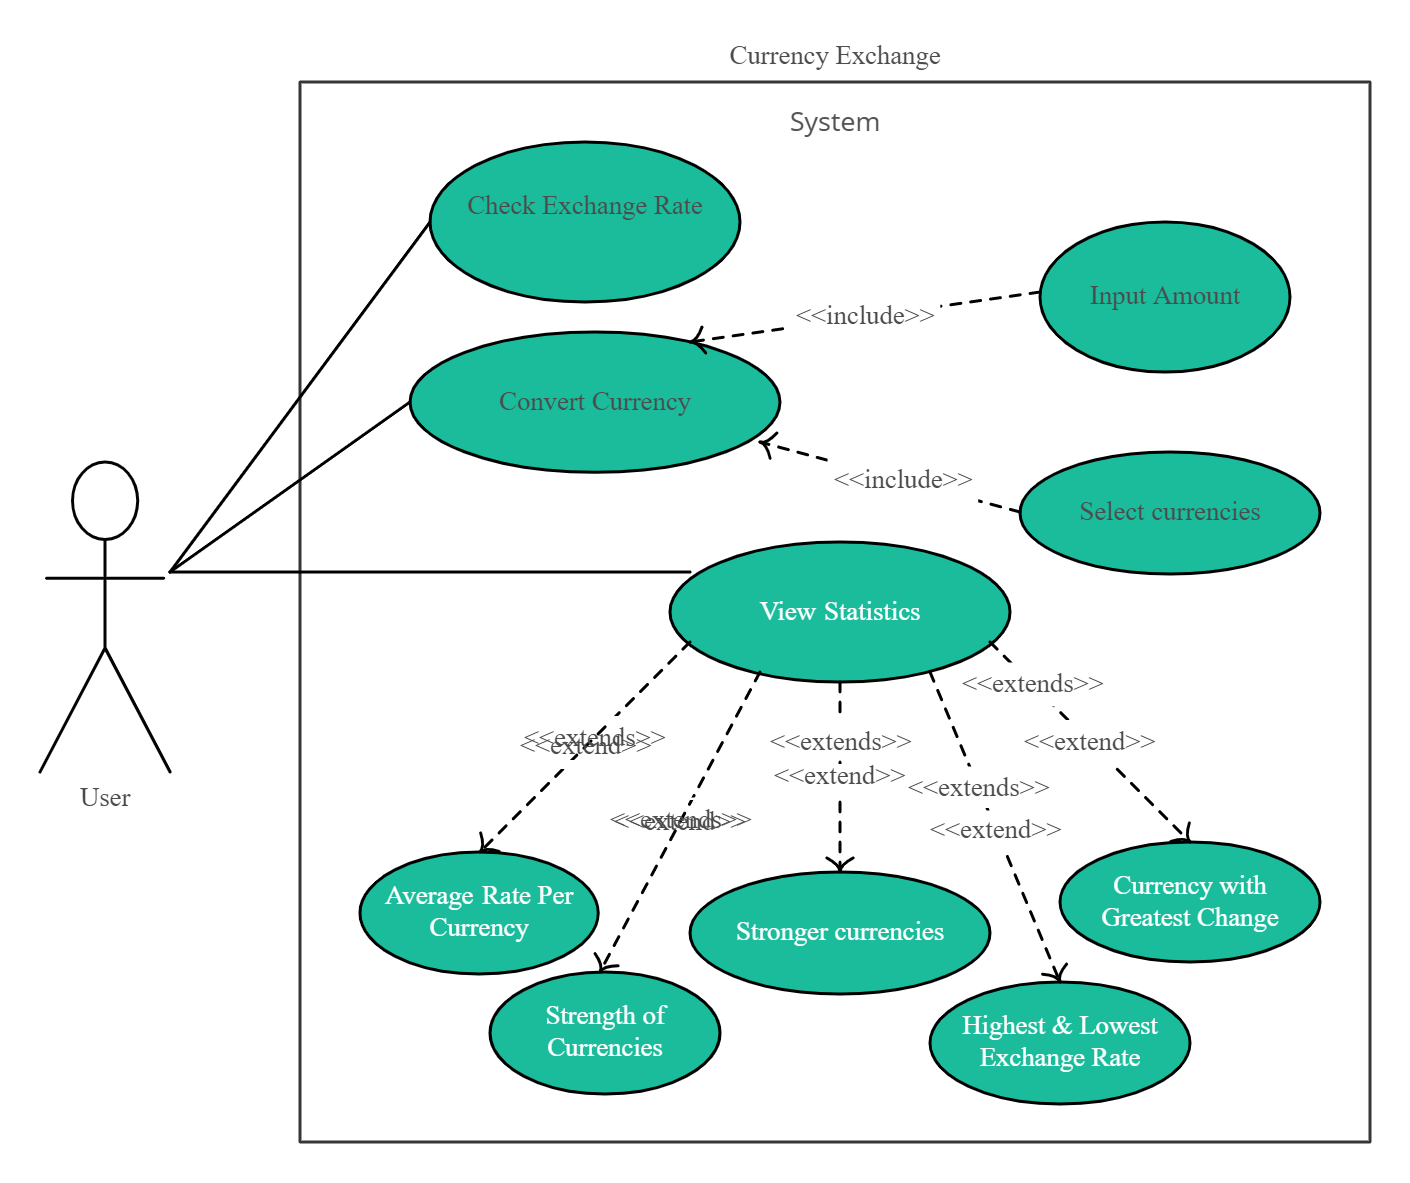 Currency Exchange
System
Check Exchange Rate
Input Amount
<<include>>
Convert Currency
<<include>>
Select currencies
View Statistics
<<extends>>
<<extends>>
<<extend>>
<<extends>>
<<extend>>
<<extend>>
<<extends>>
<<extend>>
User
<<extends>>
<<extend
<<extend>>
Average Rate Per
Currency
Stronger currencies
Currency with
Greatest Change
Strength of
Currencies
Highest & Lowest
Exchange Rate